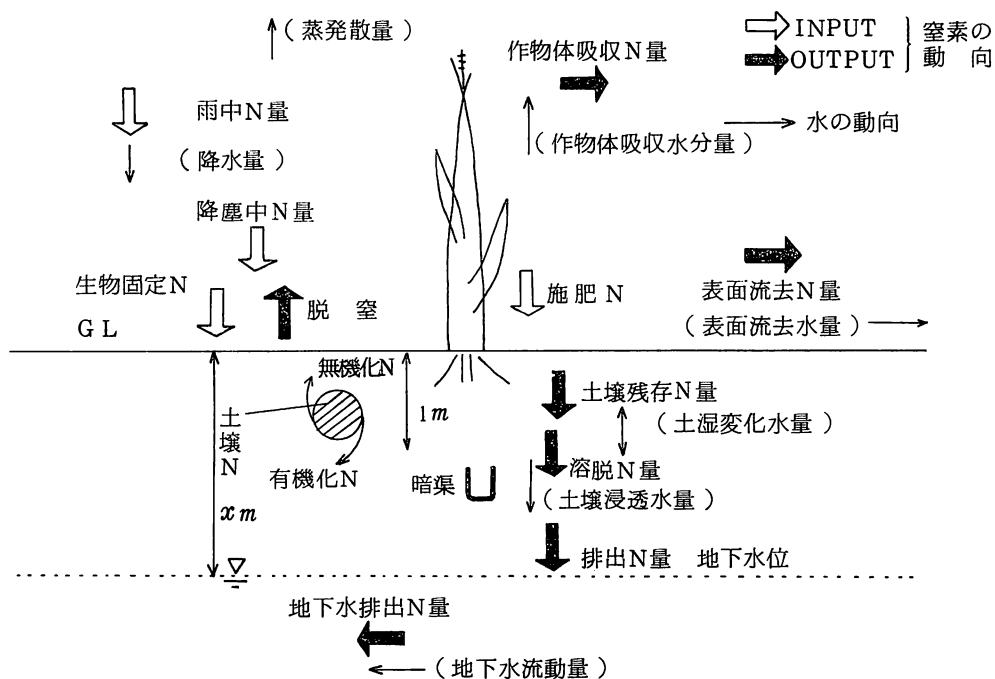 (蒸発散量)
作物体吸収N量
INPUT
OUTPUT
窒素の
動 向
雨中N量
(降水量)
水の動向
(作物体吸収水分量)
降塵中N量
生物固定N
GL
脱 窒
施肥N
表面流去N量
(表面流去水量)
無機化N
1m
土壌残存N量
(土湿変化水量)
土壌N
有機化N
暗渠
溶脱N量
(土壌浸透水量)
xm
排出N量 地下水位
地下水排出N量
(地下水流動量)